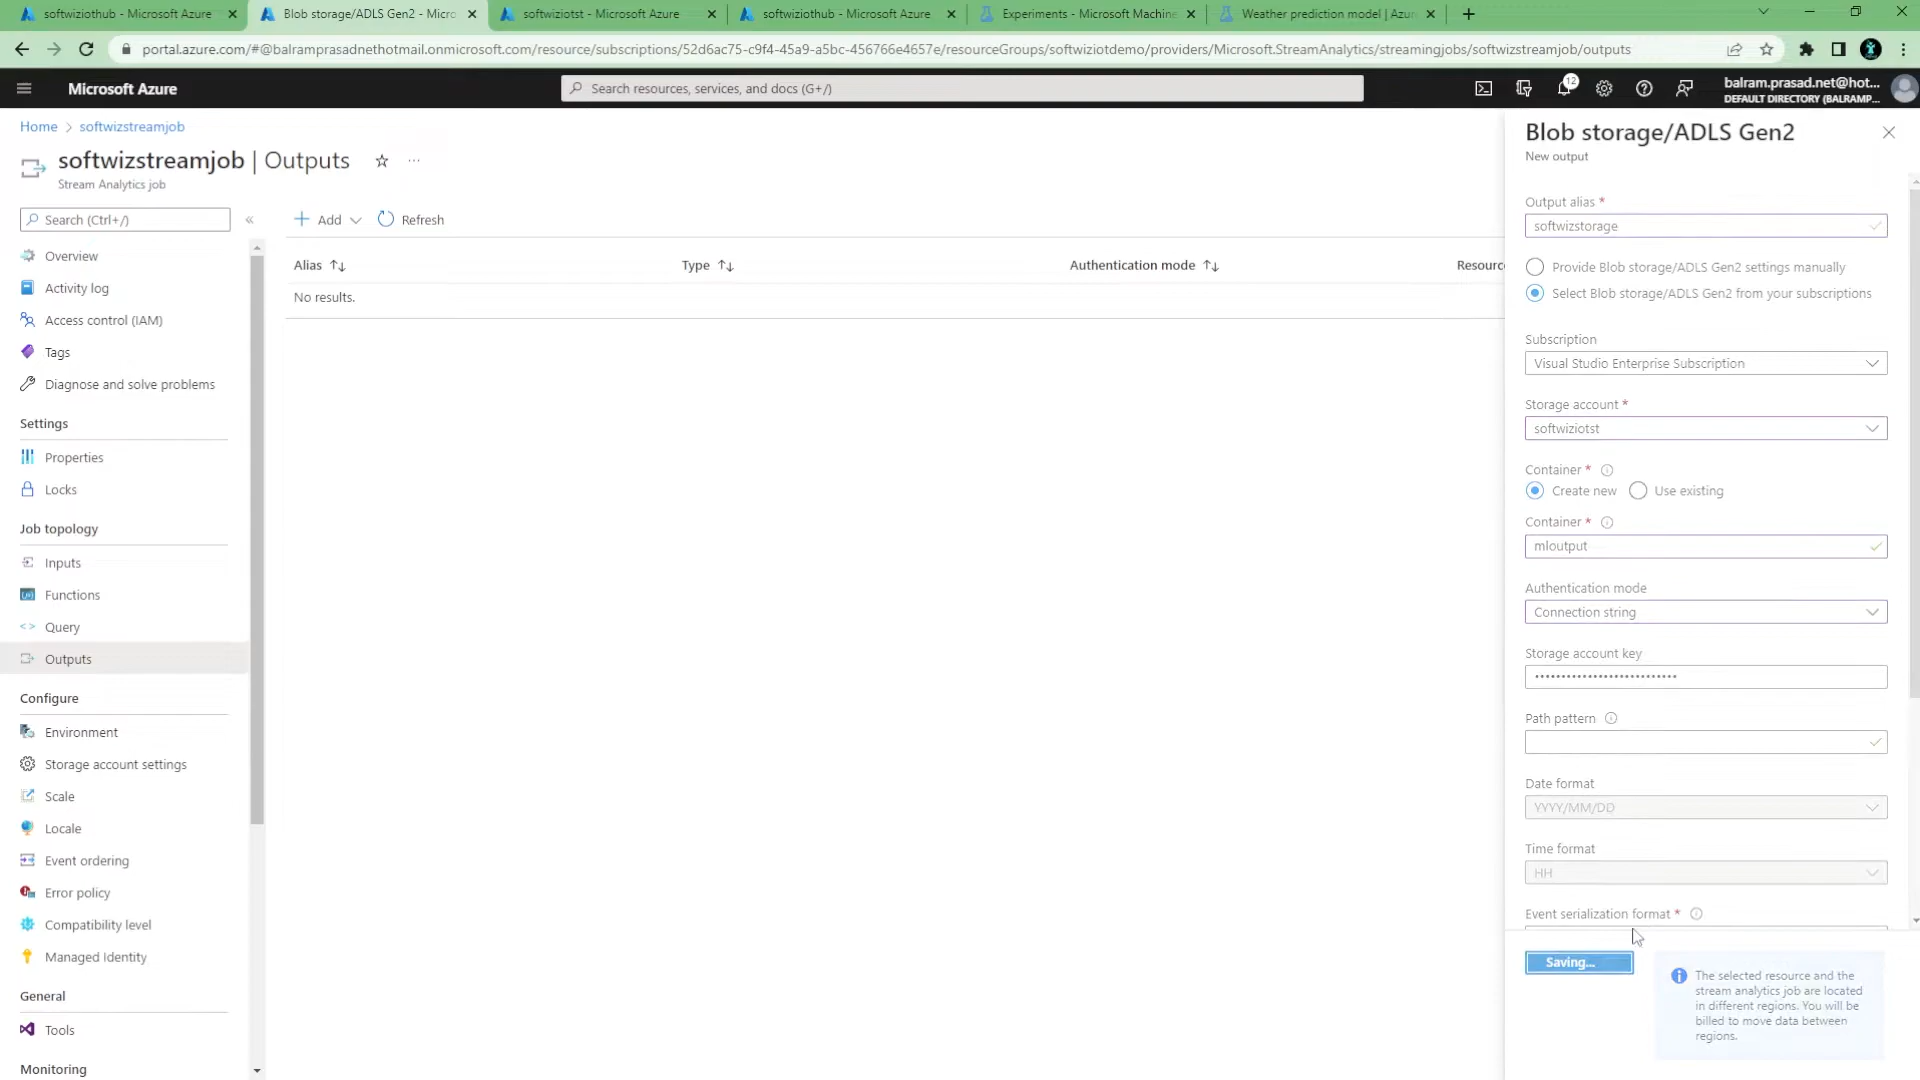 softwiziothub - Microsoft Azure
Blob storage/ADLS Gen2 - Micro
softwiziotst - Microsoft Azure
softwiziothub - Microsoft Azure
Experiments - Microsoft Machine
Weather prediction model | Azur
portal.azure.com/#@balramprasadnethotmail.onmicrosoft.com/resource/subscriptions/52d6ac75-c9f4-45a9-a5bc-456766e4657e/resourceGroups/softwiziotdemo/providers/Microsoft.StreamAnalytics/streamingjobs/softwizstreamjob/outputs
Microsoft Azure
Search resources, services, and docs (G+/)
12
balram.prasad.net@hot...
DEFAULT DIRECTORY (BALRAMP...
Home > softwizstreamjob
softwizstreamjob | Outputs
Stream Analytics job
Search (Ctrl+/)
Overview
Activity log
Access control (IAM)
Tags
Diagnose and solve problems
Settings
Properties
Locks
Job topology
Inputs
Functions
Query
Outputs
Configure
Environment
Storage account settings
Scale
Locale
Event ordering
Error policy
Compatibility level
Managed Identity
General
Tools
Monitoring
Add
Refresh
Alias
Type
Authentication mode
Resourc
No results.
Blob storage/ADLS Gen2
New output
Output alias *
softwizstorage
Provide Blob storage/ADLS Gen2 settings manually
Select Blob storage/ADLS Gen2 from your subscriptions
Subscription
Visual Studio Enterprise Subscription
Storage account *
softwiziotst
Container *
Create new
Use existing
Container *
mloutput
Authentication mode
Connection string
Storage account key
Path pattern
Date format
YYYY/MM/DD
Time format
HH
Event serialization format *
Saving...
The selected resource and the
stream analytics job are located
in different regions. You will be
billed to move data between
regions.